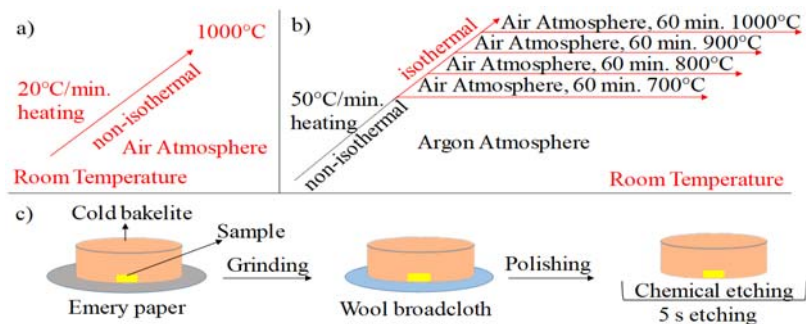 a)
1000°C
20°C/min.
heating
non-isothermal
Air Atmosphere
Room Temperature
b)
Air Atmosphere, 60 min. 1000°C
Air Atmosphere, 60 min. 900°C
Air Atmosphere, 60 min. 800°C
Air Atmosphere, 60 min. 700°C
isothermal
50°C/min.
heating
non-isothermal
Argon Atmosphere
Room Temperature
c)
Cold bakelite
Sample
Grinding
Polishing
Emery paper
Wool broadcloth
Chemical etching
5 s etching